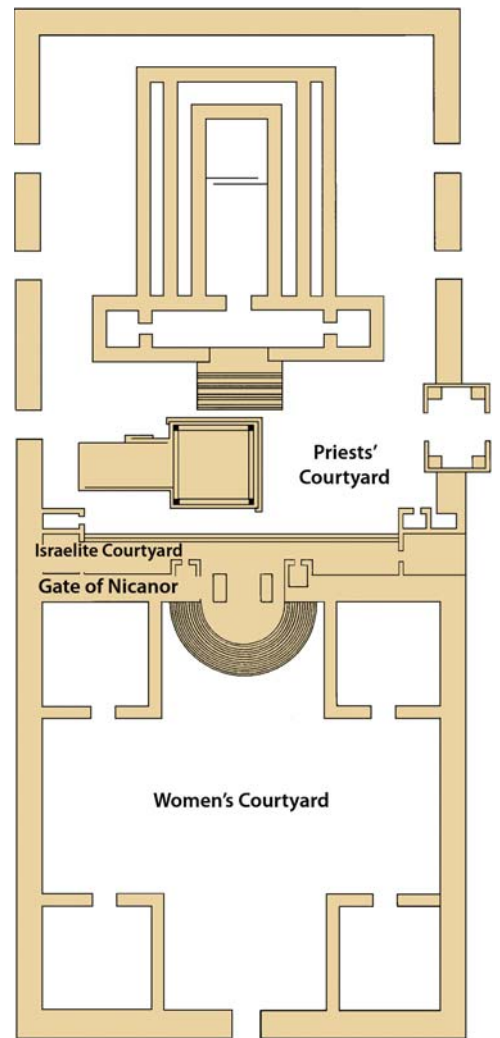 Priests'
Courtyard
Israelite Courtyard
Gate of Nicanor
Women's Courtyard